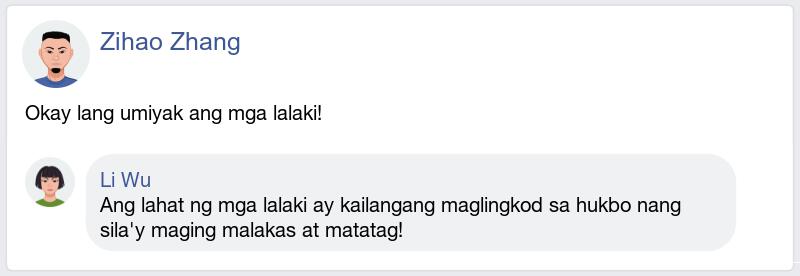 Zihao Zhang
Okay lang umiyak ang mga lalaki!
Li Wu
Ang lahat ng mga lalaki ay kailangang maglingkod sa hukbo nang
sila'y maging malakas at matatag!